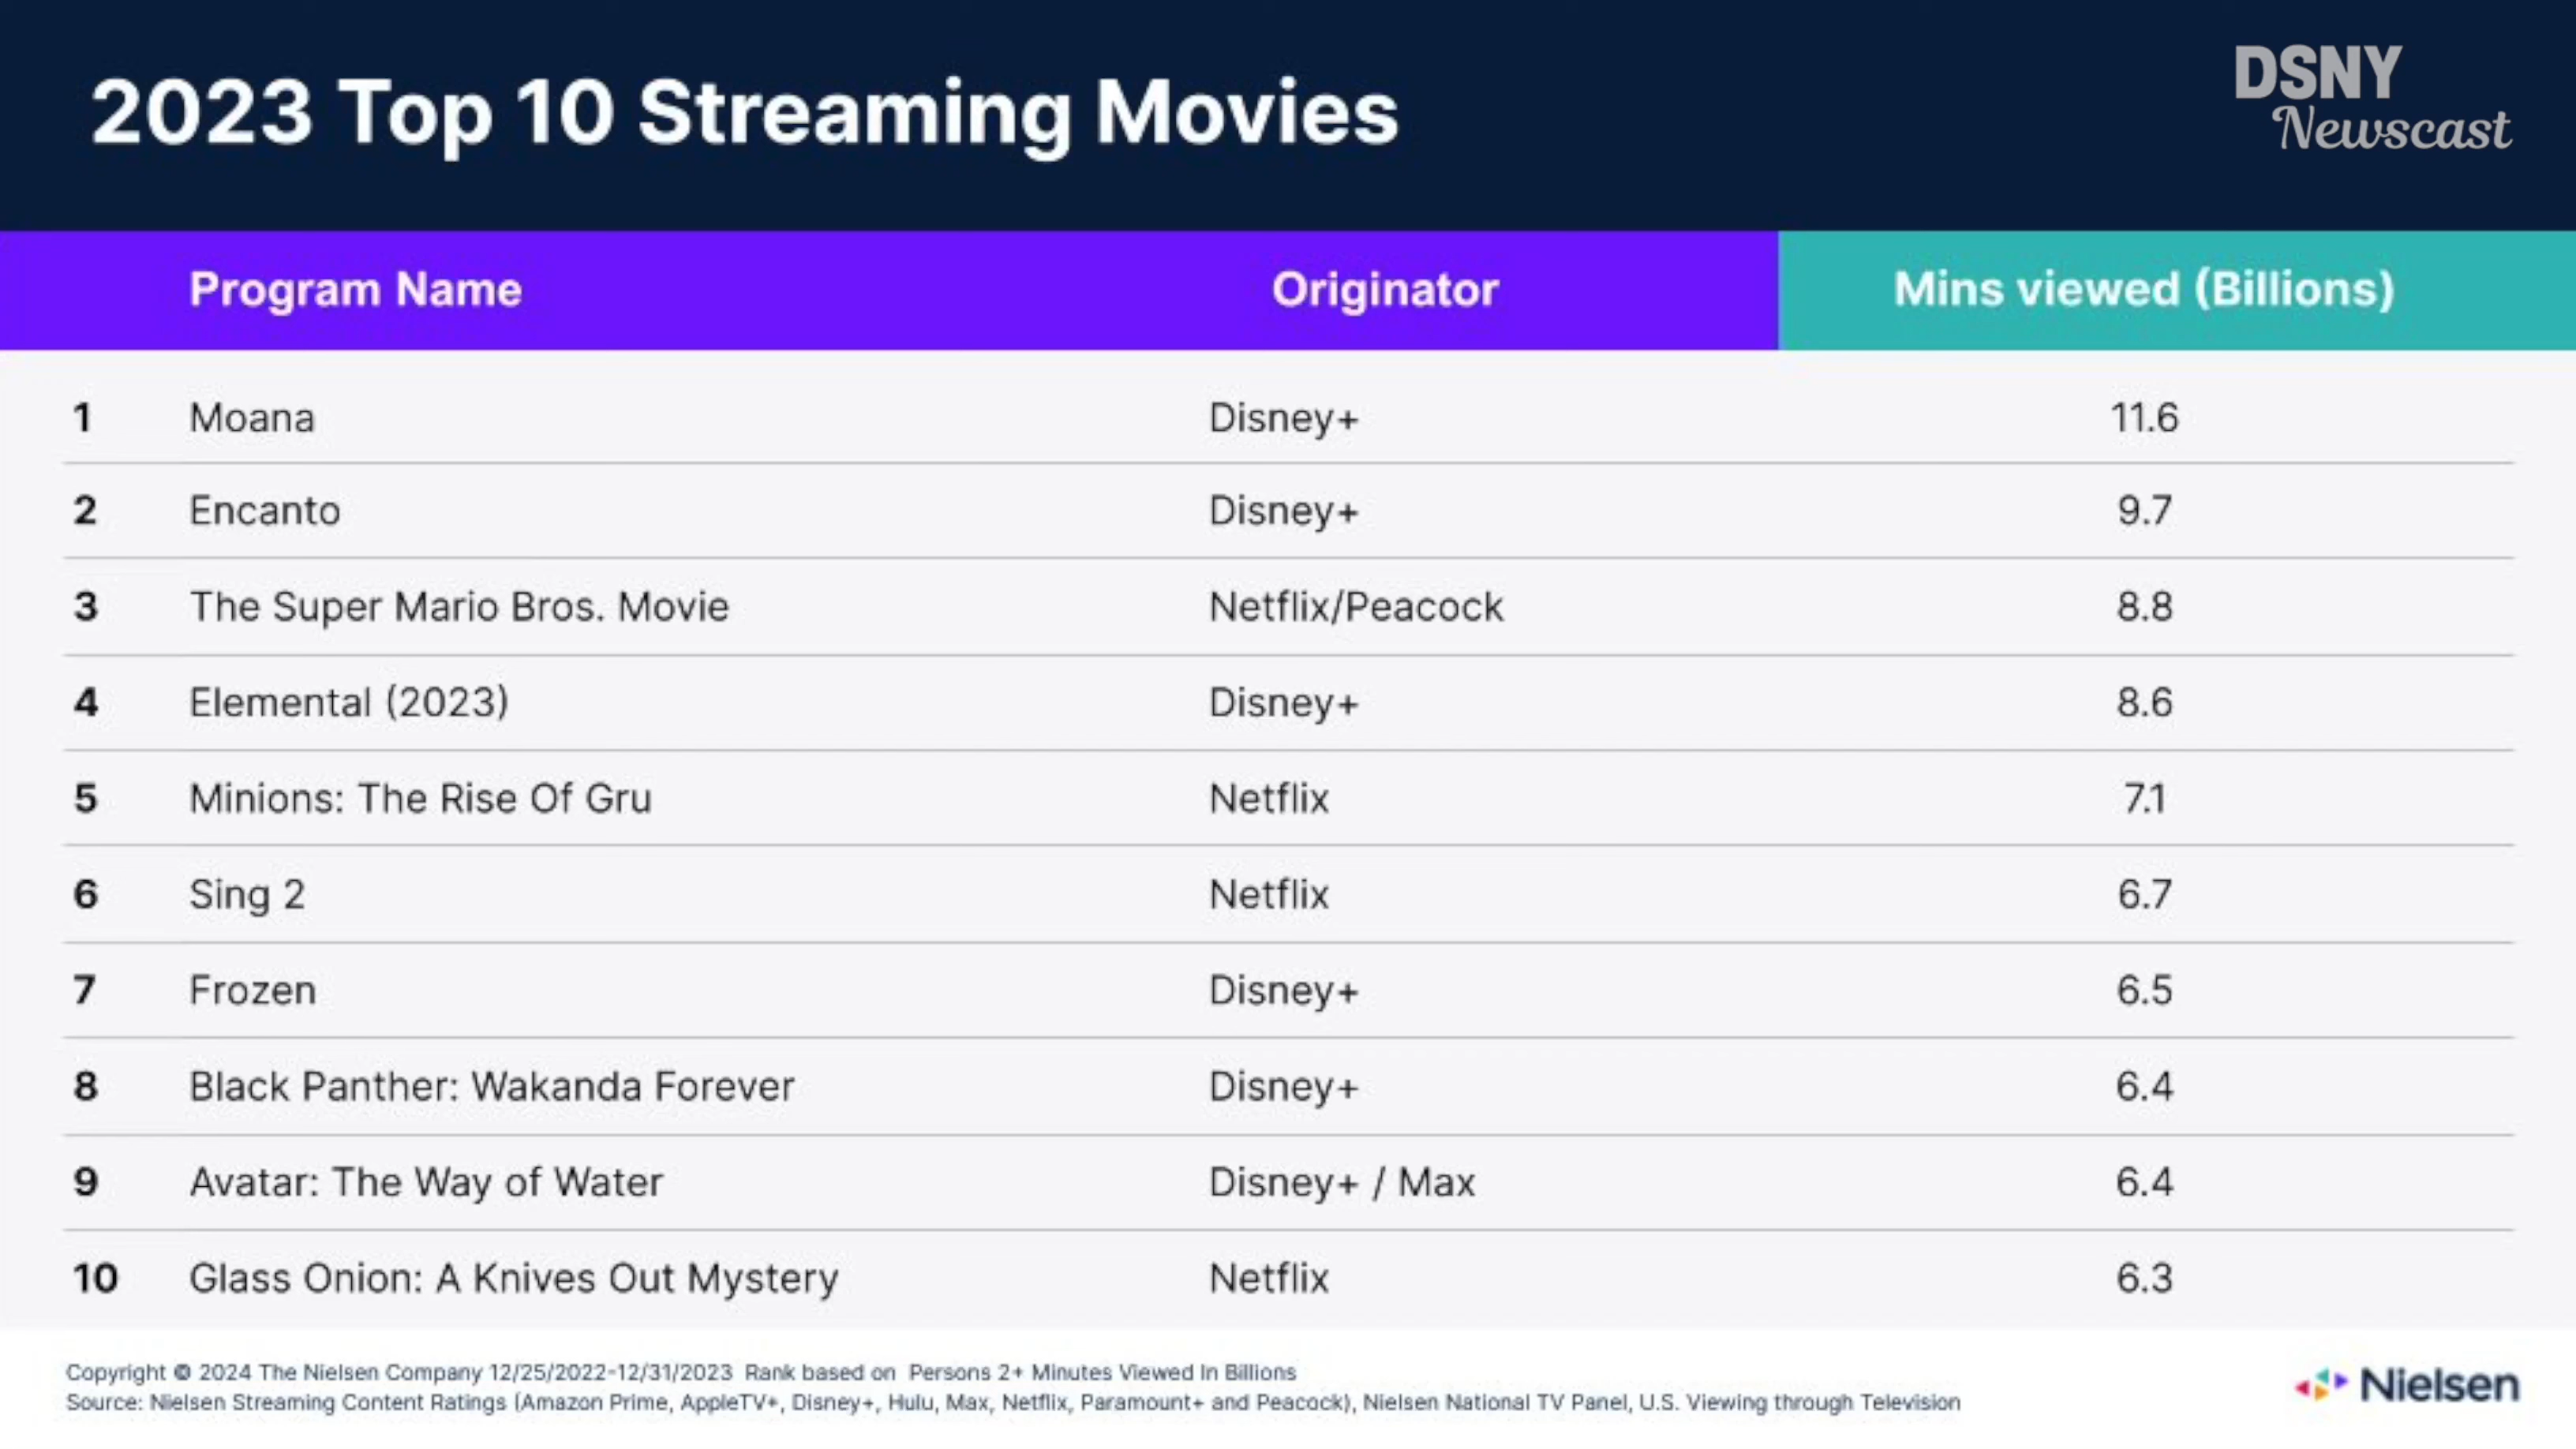 2023 Top 10 Streaming Movies
DSNY
Newscast
Program Name Originator Mins viewed (Billions)
1 Moana Disney+ 11.6
2 Encanto Disney+ 9.7
3 The Super Mario Bros. Movie Netflix/Peacock 8.8
4 Elemental (2023) Disney+ 8.6
5 Minions: The Rise Of Gru Netflix 7.1
6 Sing 2 Netflix 6.7
7 Frozen Disney+ 6.5
8 Black Panther: Wakanda Forever Disney+ 6.4
9 Avatar: The Way of Water Disney+ / Max 6.4
10 Glass Onion: A Knives Out Mystery Netflix 6.3
Copyright © 2024 The Nielsen Company 12/25/2022-12/31/2023 Rank based on Persons 2+ Minutes Viewed In Billions
Source: Nielsen Streaming Content Ratings (Amazon Prime, AppleTV+, Disney+, Hulu, Max, Netflix, Paramount+ and Peacock), Nielsen National TV Panel, U.S. Viewing through Television
Nielsen